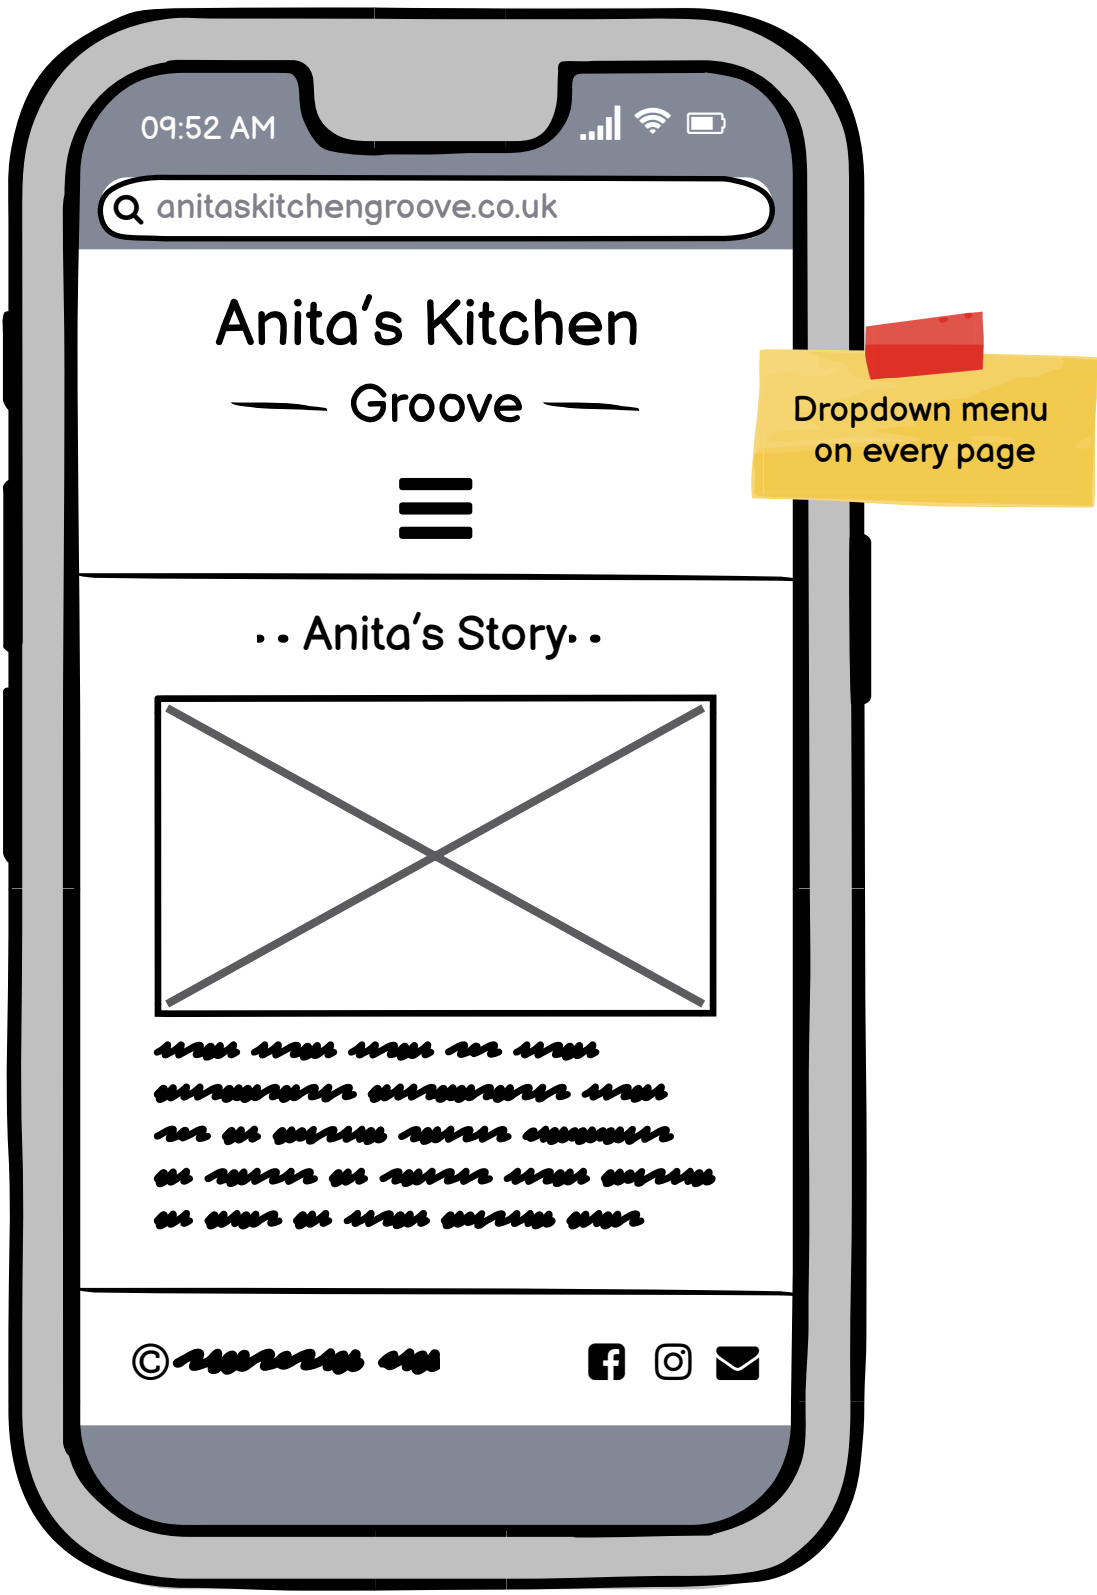 09:52 AM
anitaskitchengroove.co.uk
Anita's Kitchen
Groove
Dropdown menu
on every page
Anita's Story
©